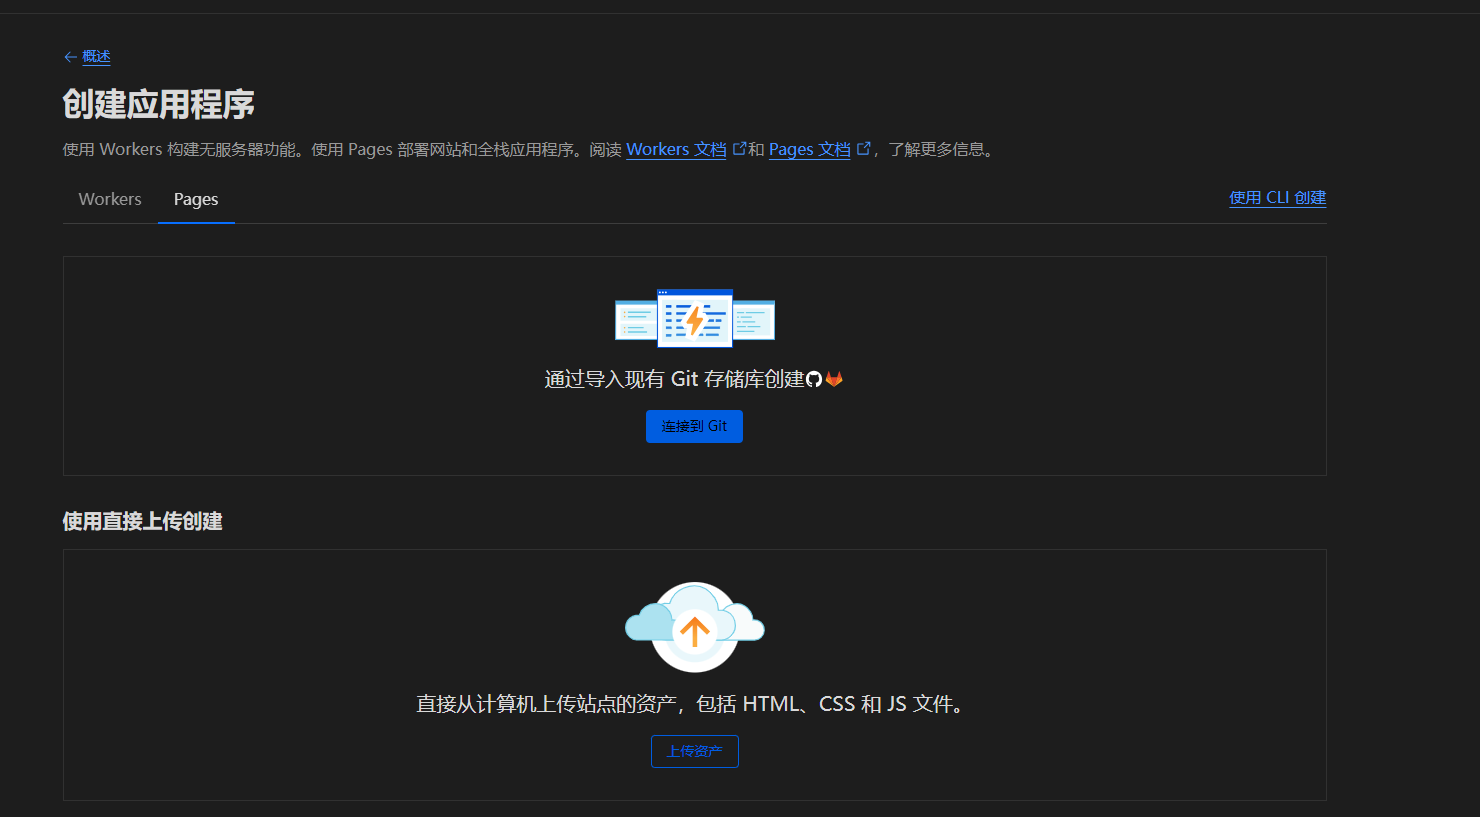 概述
创建应用程序
使用 Workers 构建无服务器功能。使用 Pages 部署网站和全栈应用程序。阅读 Workers 文档 和 Pages 文档 ，了解更多信息。
Workers Pages 使用 CLI 创建
通过导入现有 Git 存储库创建
连接到 Git
使用直接上传创建
直接从计算机上传站点的资产，包括 HTML、CSS 和 JS 文件。
上传资产